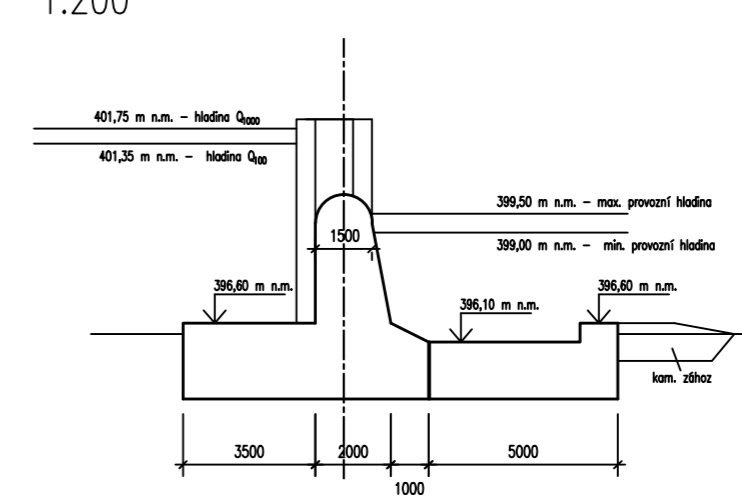 1:200
401,75 m n.m. – hladina Q1000
401,35 m n.m. – hladina Q100
399,50 m n.m. – max. provozní hladina
1500
399,00 m n.m. – min. provozní hladina
396,60 m n.m.
396,10 m n.m.
396,60 m n.m.
kam. zához
3500
2000
5000
1000